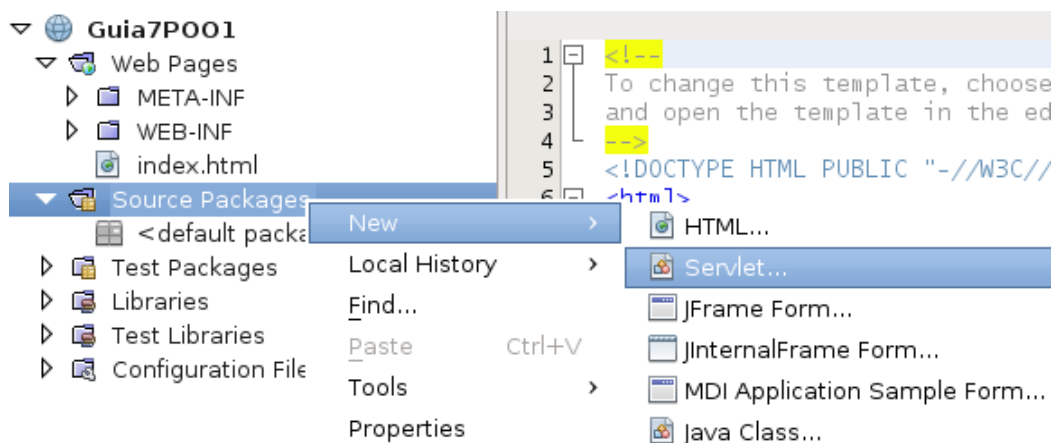 Guia7POO1
Web Pages
META-INF
WEB-INF
index.html
Source Packages
<default packa
Test Packages
Libraries
Test Libraries
Configuration File
1 <!--
2 To change this template, choose
3 and open the template in the ed
4 -->
5 <!DOCTYPE HTML PUBLIC "-//W3C//
6 <html>
New
Local History
Find...
Paste Ctrl+V
Tools
Properties
HTML...
Servlet...
JFrame Form...
JInternalFrame Form...
MDI Application Sample Form...
Java Class...